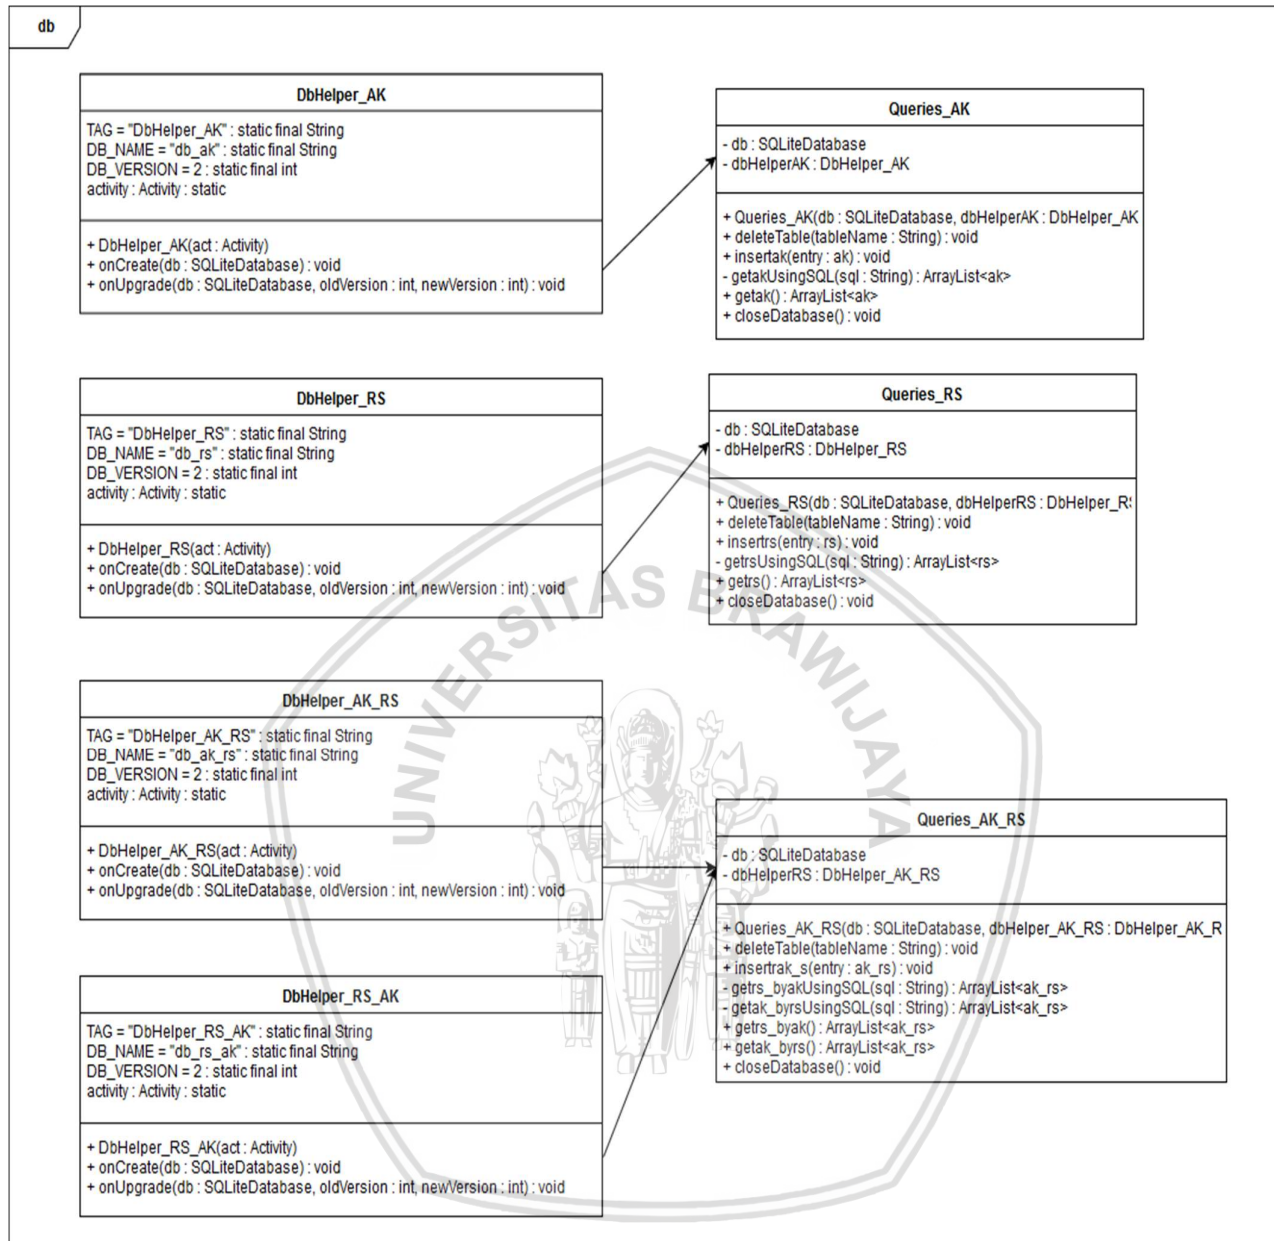 db
DbHelper_AK
TAG = "DbHelper_AK" : static final String
DB_NAME = "db_ak" : static final String
DB_VERSION = 2 : static final int
activity : Activity : static
+ DbHelper_AK(act : Activity)
+ onCreate(db : SQLiteDatabase) : void
+ onUpgrade(db : SQLiteDatabase, oldVersion : int, newVersion : int) : void
Queries_AK
- db : SQLiteDatabase
- dbHelperAK : DbHelper_AK
+ Queries_AK(db : SQLiteDatabase, dbHelperAK : DbHelper_AK
+ deleteTable(tableName : String) : void
+ insertak(entry : ak) : void
- getakUsingSQL(sql : String) : ArrayList<ak>
+ getak() : ArrayList<ak>
+ closeDatabase() : void
DbHelper_RS
TAG = "DbHelper_RS" : static final String
DB_NAME = "db_rs" : static final String
DB_VERSION = 2 : static final int
activity : Activity : static
+ DbHelper_RS(act : Activity)
+ onCreate(db : SQLiteDatabase) : void
+ onUpgrade(db : SQLiteDatabase, oldVersion : int, newVersion : int) : void
Queries_RS
- db : SQLiteDatabase
- dbHelperRS : DbHelper_RS
+ Queries_RS(db : SQLiteDatabase, dbHelperRS : DbHelper_RS
+ deleteTable(tableName : String) : void
+ insertrs(entry : rs) : void
- getrsUsingSQL(sql : String) : ArrayList<rs>
+ getrs() : ArrayList<rs>
+ closeDatabase() : void
UNIVERSITAS BRAWIJAYA
DbHelper_AK_RS
TAG = "DbHelper_AK_RS" : static final String
DB_NAME = "db_ak_rs" : static final String
DB_VERSION = 2 : static final int
activity : Activity : static
+ DbHelper_AK_RS(act : Activity)
+ onCreate(db : SQLiteDatabase) : void
+ onUpgrade(db : SQLiteDatabase, oldVersion : int, newVersion : int) : void
Queries_AK_RS
- db : SQLiteDatabase
- dbHelperRS : DbHelper_AK_RS
+ Queries_AK_RS(db : SQLiteDatabase, dbHelper_AK_RS : DbHelper_AK_R
+ deleteTable(tableName : String) : void
+ insertrak_s(entry : ak_rs) : void
- getrs_byakUsingSQL(sql : String) : ArrayList<ak_rs>
- getak_byrsUsingSQL(sql : String) : ArrayList<ak_rs>
+ getrs_byak() : ArrayList<ak_rs>
+ getak_byrs() : ArrayList<ak_rs>
+ closeDatabase() : void
DbHelper_RS_AK
TAG = "DbHelper_RS_AK" : static final String
DB_NAME = "db_rs_ak" : static final String
DB_VERSION = 2 : static final int
activity : Activity : static
+ DbHelper_RS_AK(act : Activity)
+ onCreate(db : SQLiteDatabase) : void
+ onUpgrade(db : SQLiteDatabase, oldVersion : int, newVersion : int) : void